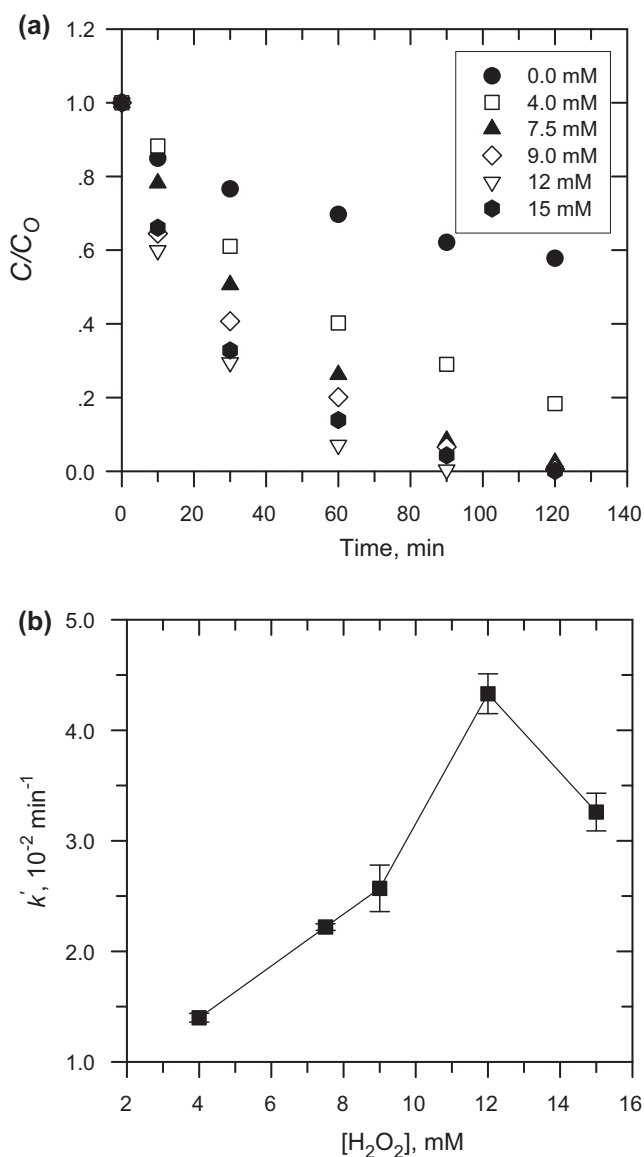 (a)
1.2
1.0
.8
.6
.4
.2
0.0
C/C_O
0.0 mM
4.0 mM
7.5 mM
9.0 mM
12 mM
15 mM
0 20 40 60 80 100 120 140
Time, min
(b)
5.0
4.0
3.0
2.0
1.0
k′, 10⁻² min⁻¹
2 4 6 8 10 12 14 16
[H₂O₂], mM